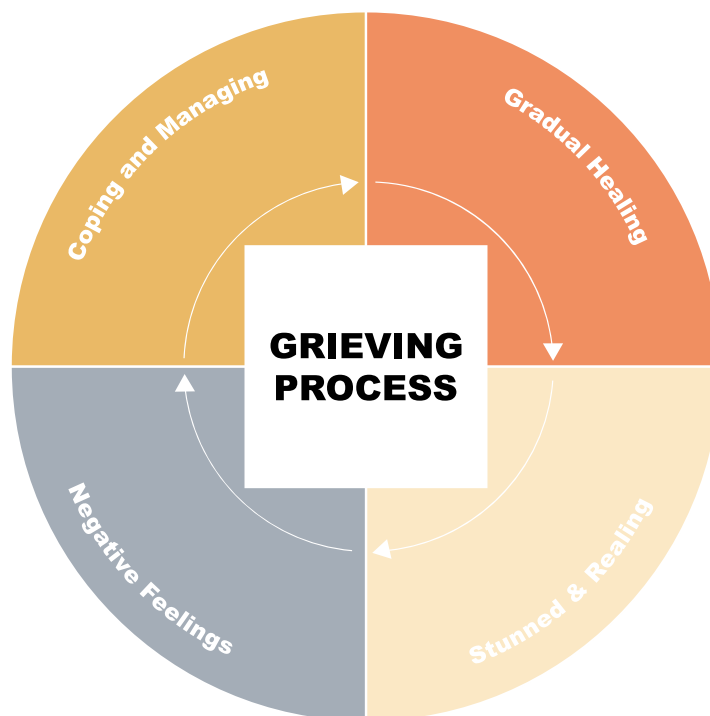 Coping and Managing
Gradual Healing
GRIEVING
PROCESS
Negative Feelings
Stunned & Realing